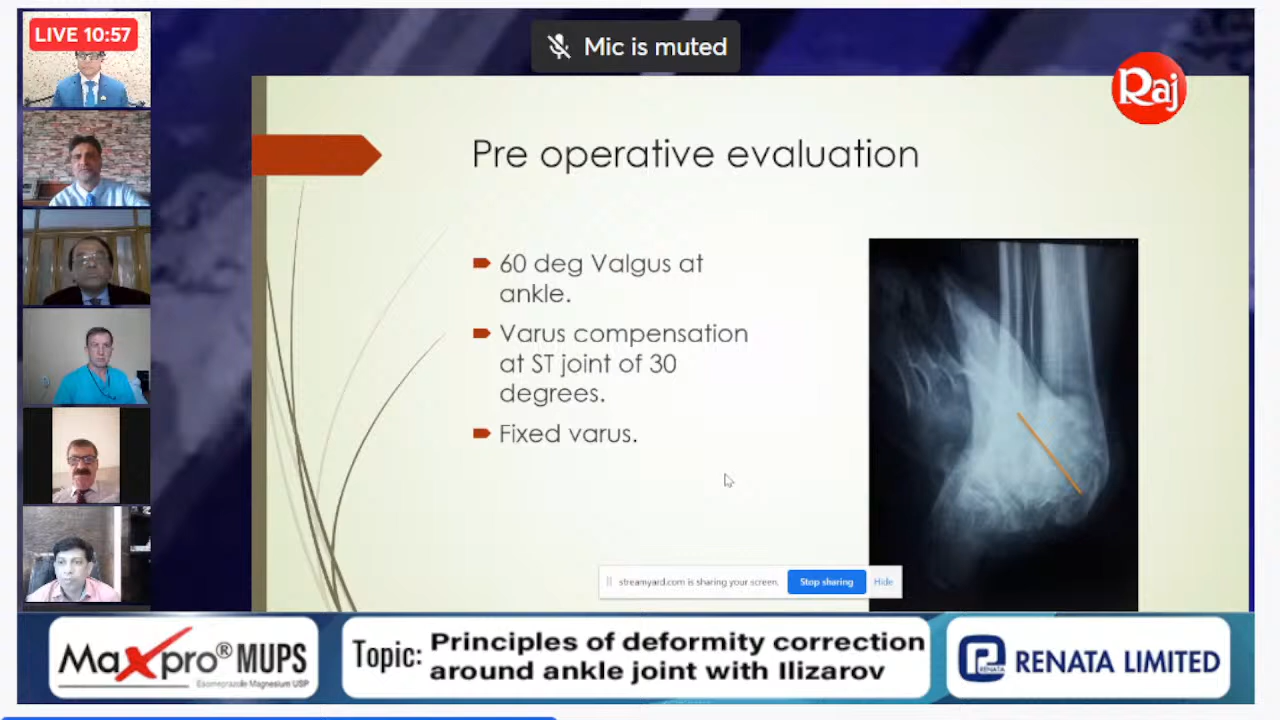 LIVE 10:57
Mic is muted
Raj
Pre operative evaluation
60 deg Valgus at
ankle.
Varus compensation
at ST joint of 30
degrees.
Fixed varus.
streamyard.com is sharing your screen.
Stop sharing
Hide
Maxpro® MUPS
Esomeprazole Magnesium USP
Topic: Principles of deformity correction
around ankle joint with Ilizarov
RENATA
RENATA LIMITED